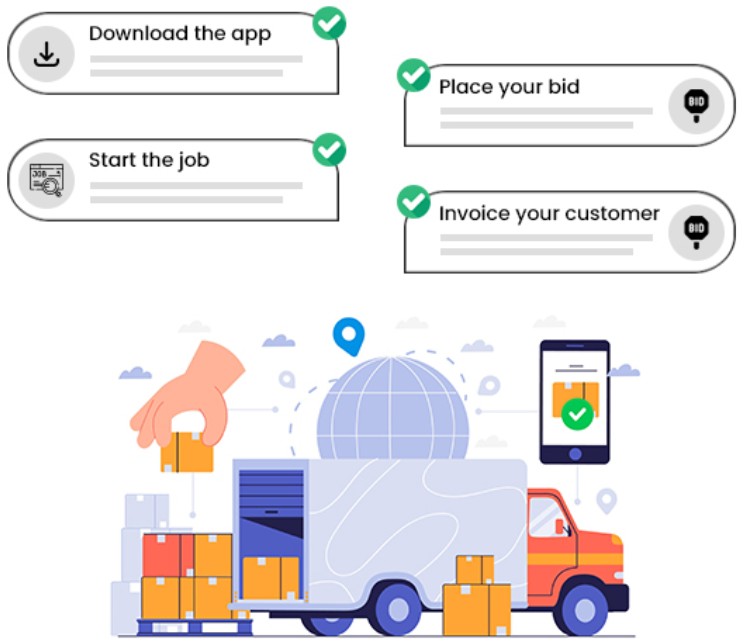 Download the app
Place your bid
BID
Start the job
JOB
Invoice your customer
BID